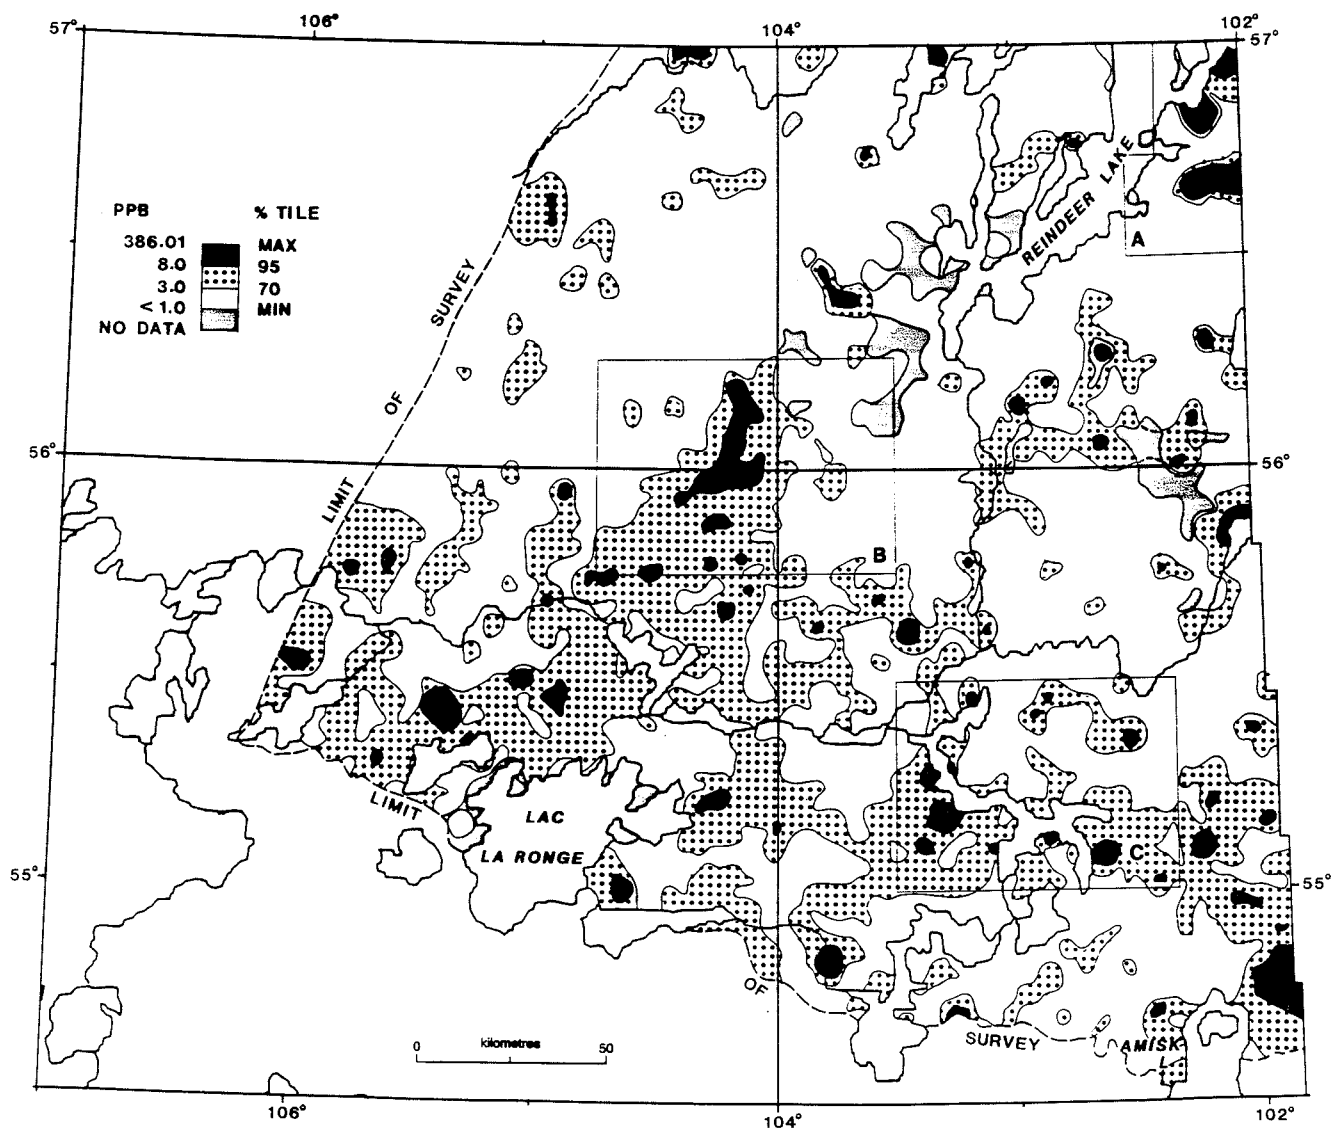 106°
104°
102°
57°
57°
REINDEER LAKE
A
PPB % TILE
386.01 MAX
8.0 95
3.0 70
< 1.0 MIN
NO DATA
LIMIT OF SURVEY
56°
56°
B
LIMIT
LAC
LA RONGE
C
55°
55°
OF
SURVEY
AMISK
L.
0 kilometres 50
106°
104°
102°